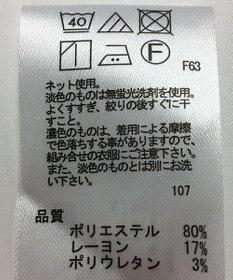 40
F
F63
ネット使用。
淡色のものは無蛍光洗剤を使用。
よくすすぎ、絞りの後すぐに干
すこと。
濃色のものは、着用による摩擦
で色落ちする事がありますので、
組み合せの衣服にご注意下さい。
また、淡色のものとは別にお洗
い下さい。
107
品質
ポリエステル 80%
レーヨン 17%
ポリウレタン 3%